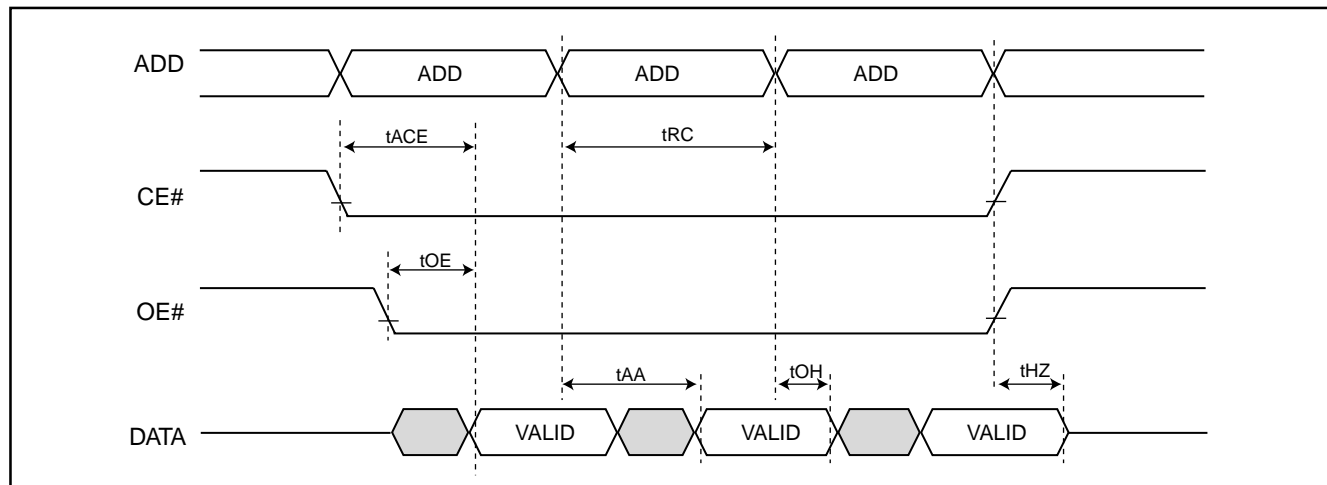 ADD ADD ADD ADD
tACE tRC
CE#
tOE
OE#
tAA tOH tHZ
DATA VALID VALID VALID